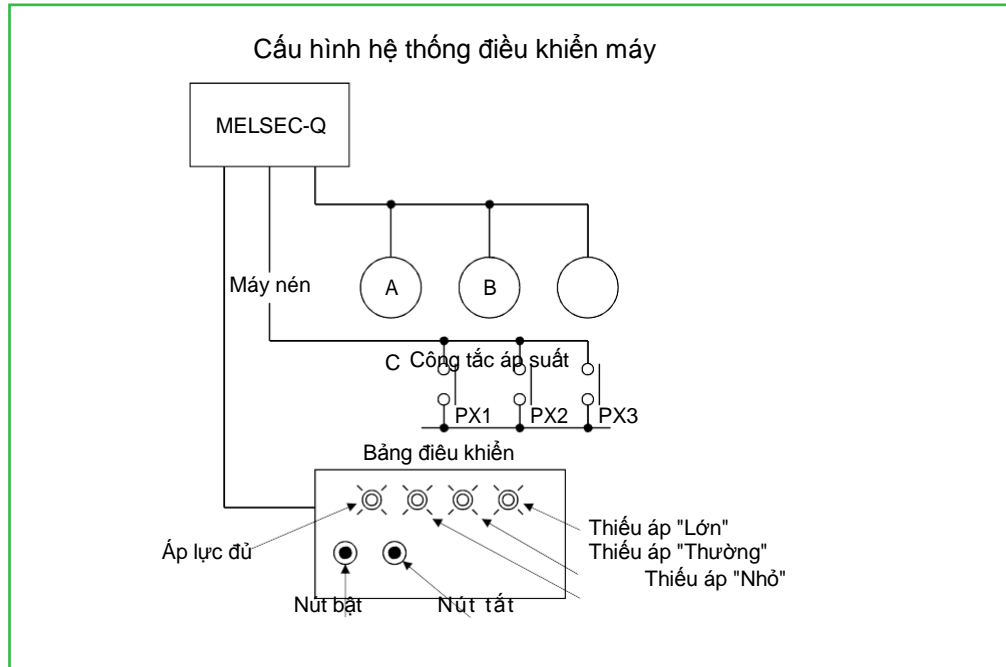 Cấu hình hệ thống điều khiển máy
MELSEC-Q
Máy nén
A
B
C Công tắc áp suất
PX1 PX2 PX3
Bảng điêu khiển
Thiếu áp "Lớn"
Áp lực đủ
Thiếu áp "Thường"
Thiếu áp "Nhỏ"
Nút bật
Nút tắt